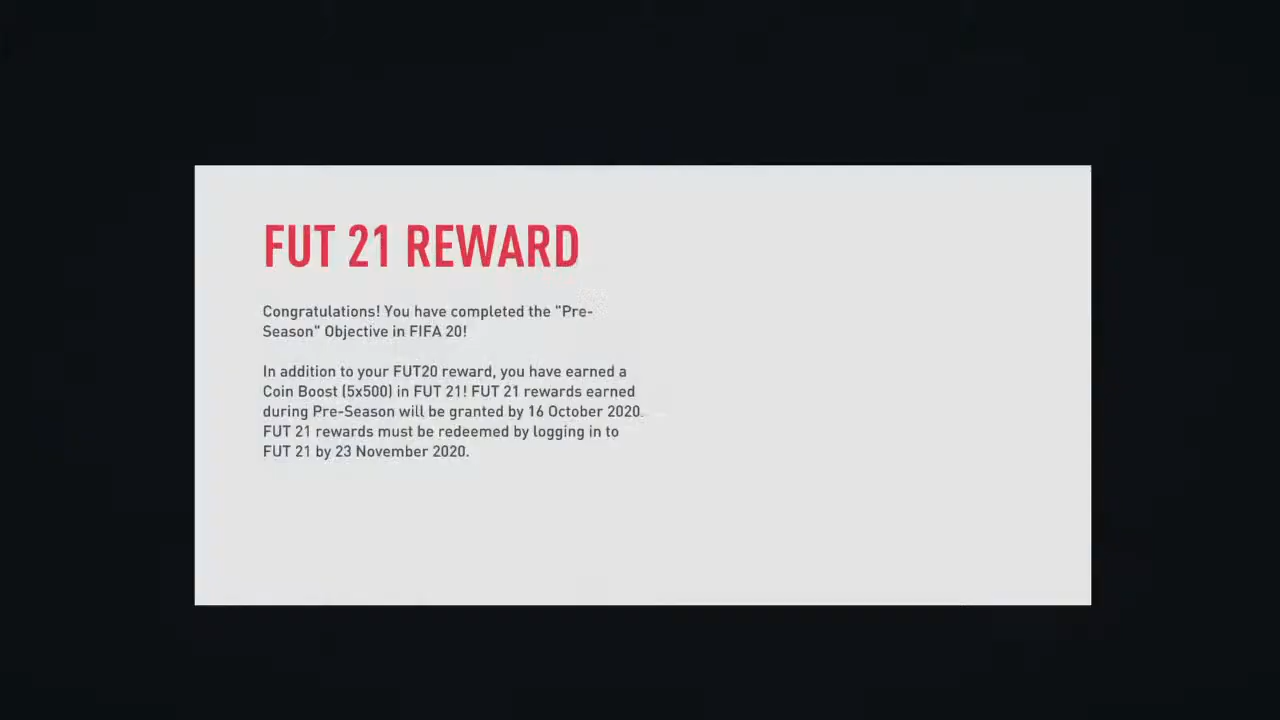 FUT 21 REWARD
Congratulations! You have completed the "Pre-
Season" Objective in FIFA 20!
In addition to your FUT20 reward, you have earned a
Coin Boost (5x500) in FUT 21! FUT 21 rewards earned
during Pre-Season will be granted by 16 October 2020.
FUT 21 rewards must be redeemed by logging in to
FUT 21 by 23 November 2020.